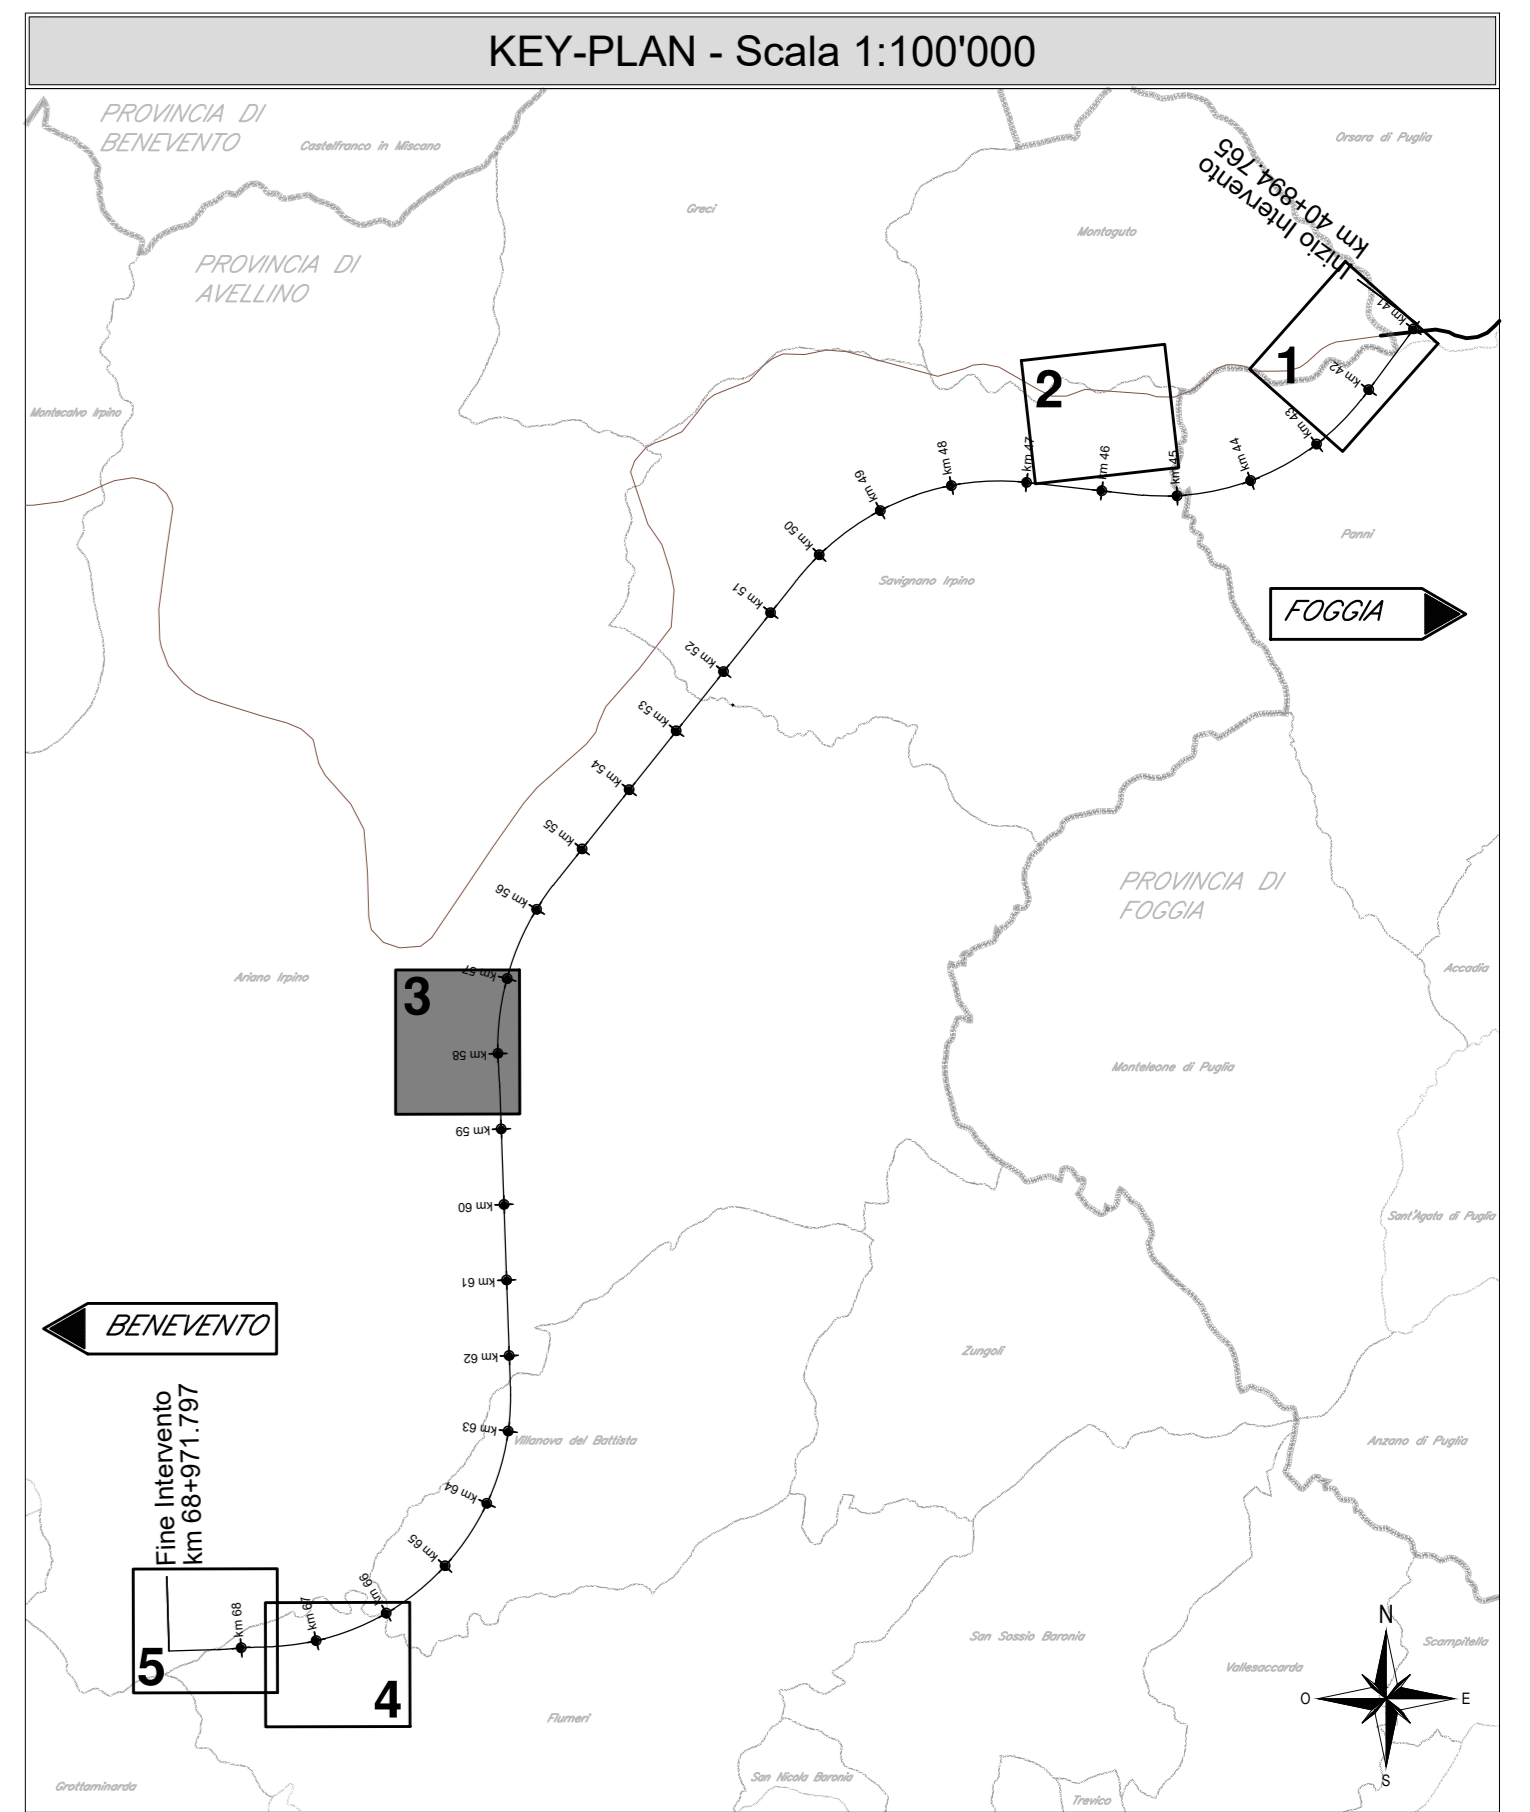 KEY-PLAN - Scala 1:100'000
PROVINCIA DI
BENEVENTO
Castelfranco in Miscano
Orsara di Puglia
Greci
Montaguto
Inizio Intervento
km 40+894.765
PROVINCIA DI
AVELLINO
km 41
1
km 42
2
Montecalvo Irpino
km 43
km 44
km 45
km 46
km 47
km 48
km 49
km 50
Panni
Savignano Irpino
km 51
FOGGIA
km 52
km 53
km 54
km 55
km 56
PROVINCIA DI
FOGGIA
Ariano Irpino
km 57
3
Accadia
km 58
Monteleone di Puglia
km 59
km 60
Sant'Agata di Puglia
km 61
BENEVENTO
km 62
Zungoli
km 63
Villanova del Battista
Anzano di Puglia
Fine Intervento
km 68+971.797
km 64
km 65
km 66
km 67
km 68
5
4
San Sossio Baronia
Vallesaccarda
Scampitella
N
O
E
S
Flumeri
Grottaminarda
San Nicola Baronia
Trevico